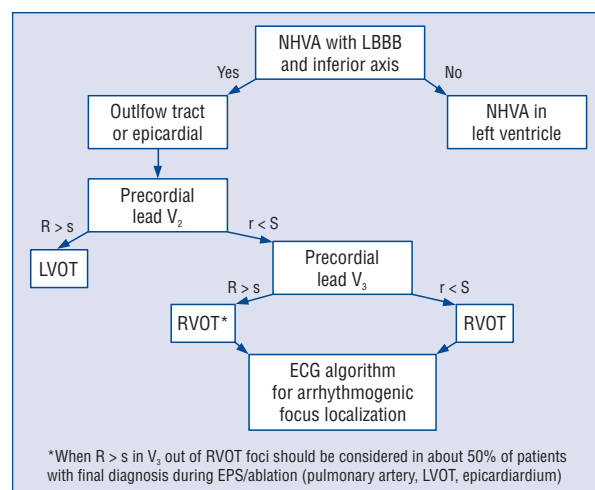 NHVA with LBBB
and inferior axis
Yes
No
Outlfow tract
or epicardial
NHVA in
left ventricle
Precordial
lead V₂
R > s
r < S
LVOT
Precordial
lead V₃
R > s
r < S
RVOT*
RVOT
ECG algorithm
for arrhythmogenic
focus localization
*When R > s in V₃ out of RVOT foci should be considered in about 50% of patients
with final diagnosis during EPS/ablation (pulmonary artery, LVOT, epicardiardium)